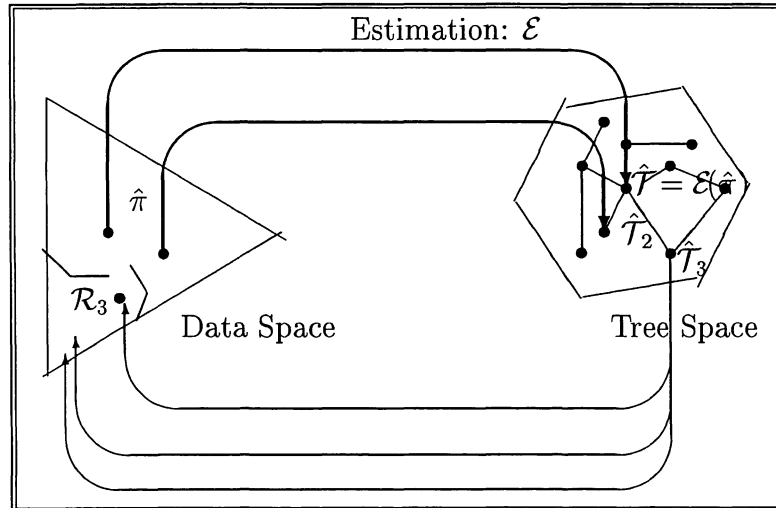 Estimation: ℰ
π̂
𝒯̂ = ℰ(π̂)
𝒯̂₂
𝒯̂₃
ℛ₃
Data Space
Tree Space